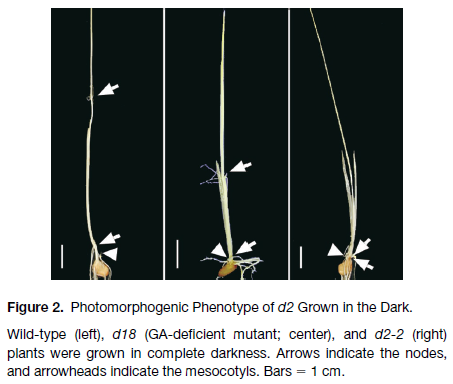 Figure 2. Photomorphogenic Phenotype of d2 Grown in the Dark.
Wild-type (left), d18 (GA-deficient mutant; center), and d2-2 (right)
plants were grown in complete darkness. Arrows indicate the nodes,
and arrowheads indicate the mesocotyls. Bars = 1 cm.